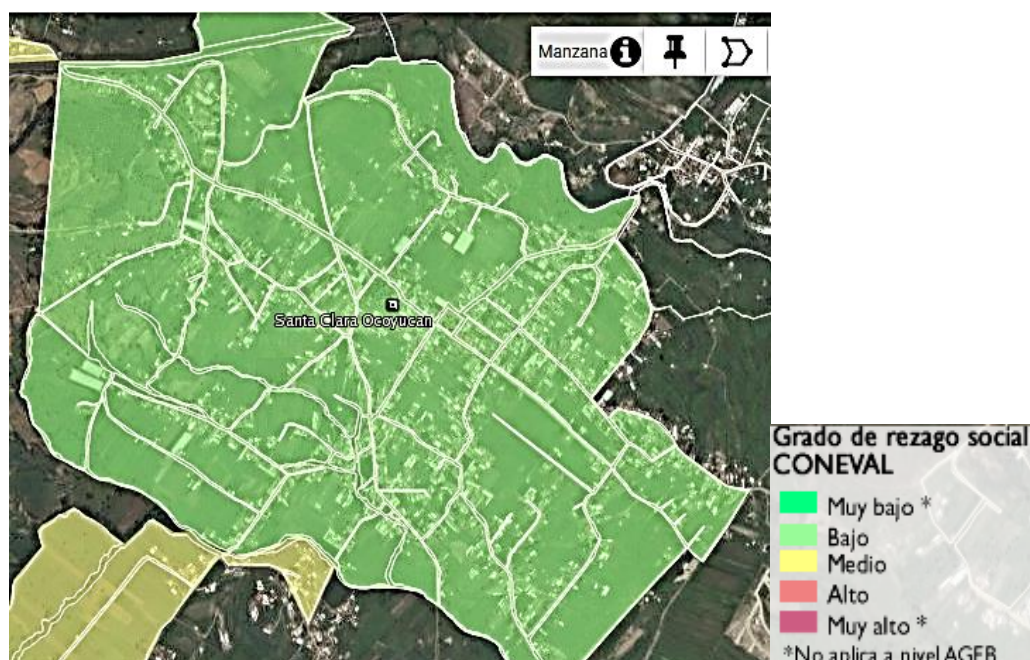 Manzana
Santa Clara Ocoyucan
Grado de rezago social
CONEVAL
Muy bajo *
Bajo
Medio
Alto
Muy alto *
*No aplica a nivel AGEB